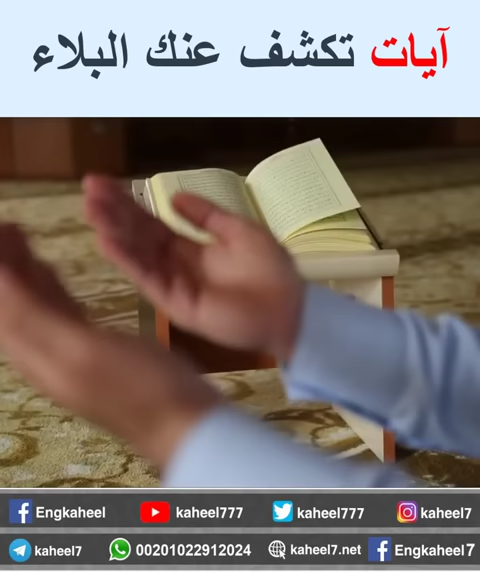 آيات تكشف عنك البلاء
Engkaheel kaheel777 kaheel777 kaheel7
kaheel7 00201022912024 kaheel7.net Engkaheel7